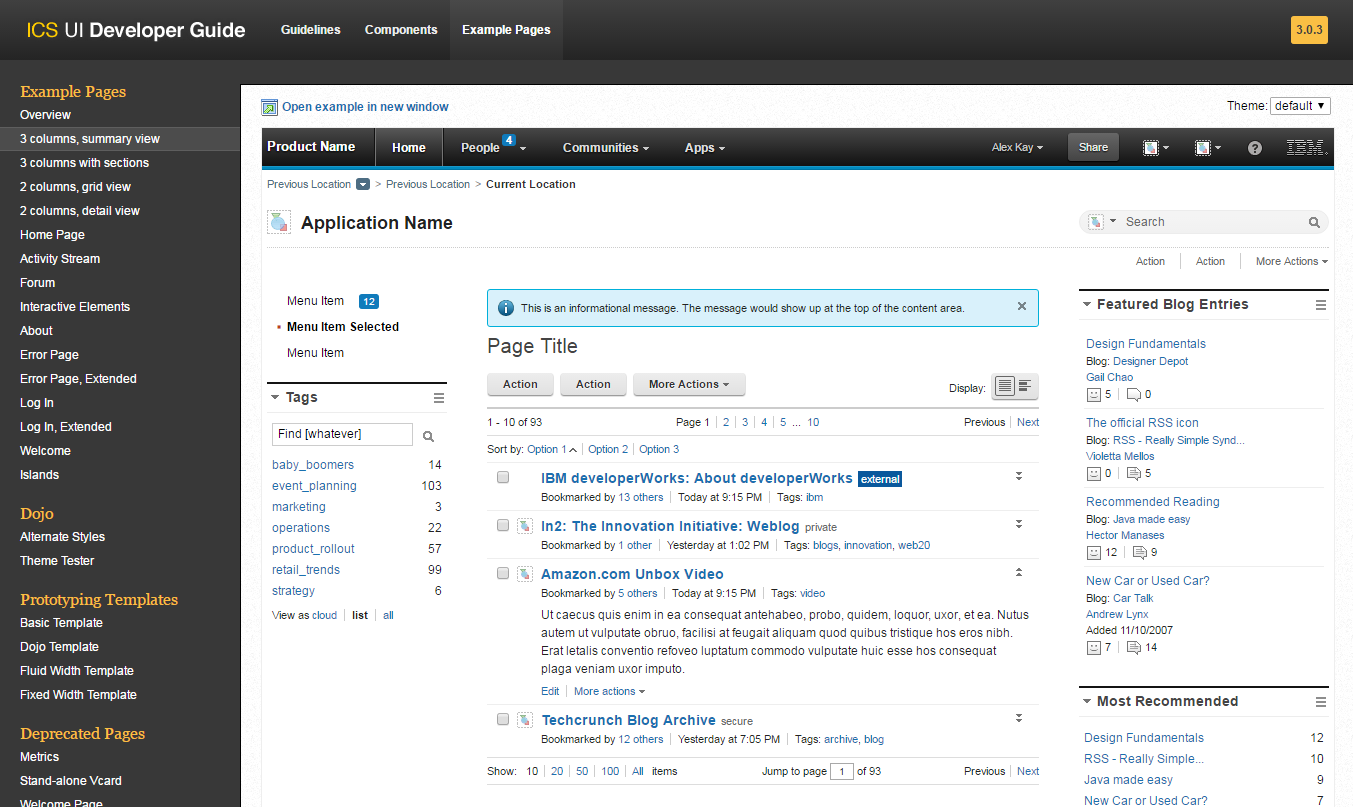 ICS UI Developer Guide
Guidelines
Components
Example Pages
3.0.3
Example Pages
Overview
3 columns, summary view
3 columns with sections
2 columns, grid view
2 columns, detail view
Home Page
Activity Stream
Forum
Interactive Elements
About
Error Page
Error Page, Extended
Log In
Log In, Extended
Welcome
Islands
Dojo
Alternate Styles
Theme Tester
Prototyping Templates
Basic Template
Dojo Template
Fluid Width Template
Fixed Width Template
Deprecated Pages
Metrics
Stand-alone Vcard
Welcome Page
Open example in new window
Theme: default
Product Name
Home
People 4
Communities
Apps
Alex Kay
Share
?
IBM.
Previous Location > Previous Location > Current Location
Application Name
Search
Action
Action
More Actions
Menu Item 12
Menu Item Selected
Menu Item
Tags
Find [whatever]
baby_boomers 14
event_planning 103
marketing 3
operations 22
product_rollout 57
retail_trends 99
strategy 6
View as cloud | list | all
This is an informational message. The message would show up at the top of the content area.
Page Title
Action
Action
More Actions
Display:
1 - 10 of 93
Page 1 | 2 | 3 | 4 | 5 ... 10
Previous | Next
Sort by: Option 1 | Option 2 | Option 3
IBM developerWorks: About developerWorks external
Bookmarked by 13 others | Today at 9:15 PM | Tags: ibm
In2: The Innovation Initiative: Weblog private
Bookmarked by 1 other | Yesterday at 1:02 PM | Tags: blogs, innovation, web20
Amazon.com Unbox Video
Bookmarked by 5 others | Today at 9:15 PM | Tags: video
Ut caecus quis enim in ea consequat antehabeo, probo, quidem, loquor, uxor, et ea. Nutus
autem ut vulputate obruo, facilisi at feugait aliquam quod quibus tristique hos eros nibh.
Erat letalis conventio refoveo luptatum commodo vulputate huic esse hos consequat
plaga veniam uxor imputo.
Edit | More actions
Techcrunch Blog Archive secure
Bookmarked by 12 others | Yesterday at 7:05 PM | Tags: archive, blog
Show: 10 | 20 | 50 | 100 | All items
Jump to page 1 of 93
Previous | Next
Featured Blog Entries
Design Fundamentals
Blog: Designer Depot
Gail Chao
5 | 0
The official RSS icon
Blog: RSS - Really Simple Synd...
Violetta Mellos
0 | 5
Recommended Reading
Blog: Java made easy
Hector Manases
12 | 9
New Car or Used Car?
Blog: Car Talk
Andrew Lynx
Added 11/10/2007
7 | 14
Most Recommended
Design Fundamentals 12
RSS - Really Simple... 10
Java made easy 9
New Car or Used Car? 7